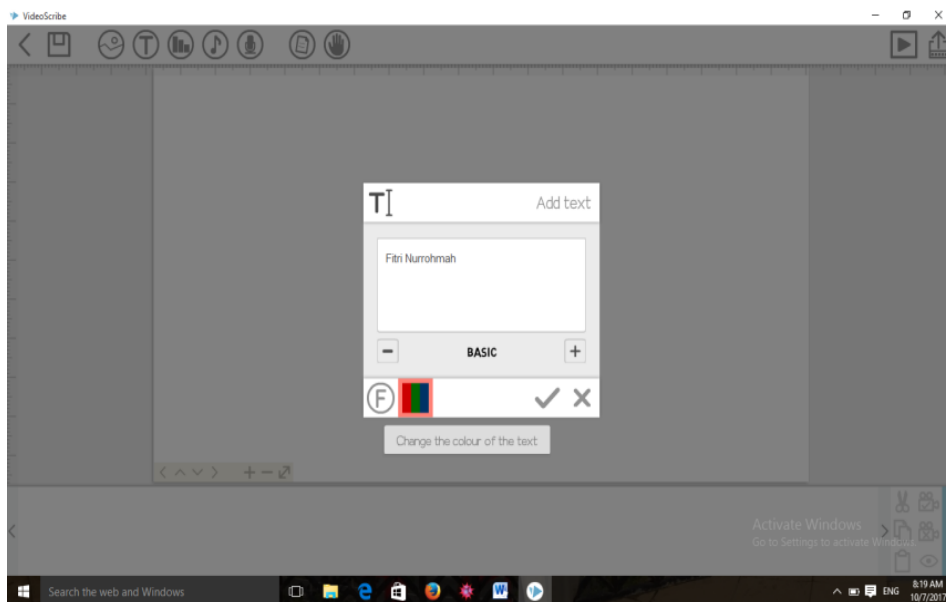 VideoScribe
T
Add text
Fitri Nurrohmah
BASIC
F
Change the colour of the text
Activate Windows
Go to Settings to activate Windows.
Search the web and Windows
ENG
8:19 AM
10/7/2017